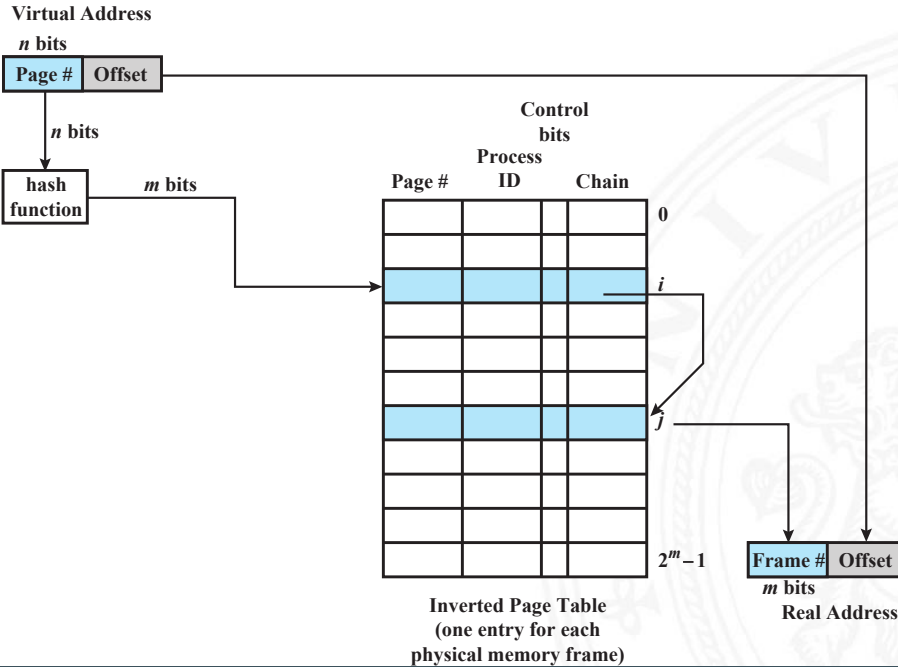 Virtual Address
n bits
Page # Offset
n bits
hash
function
m bits
Control
bits
Process
ID
Page #
Chain
0
i
j
2^m − 1
Inverted Page Table
(one entry for each
physical memory frame)
Frame # Offset
m bits
Real Address